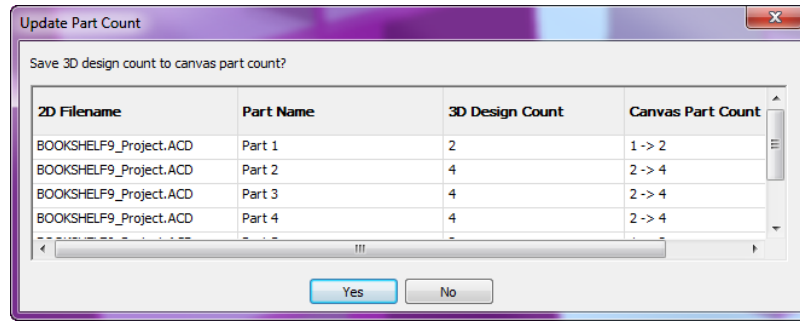 Update Part Count
Save 3D design count to canvas part count?
2D Filename Part Name 3D Design Count Canvas Part Count
BOOKSHELF9_Project.ACD Part 1 2 1 -> 2
BOOKSHELF9_Project.ACD Part 2 4 2 -> 4
BOOKSHELF9_Project.ACD Part 3 4 2 -> 4
BOOKSHELF9_Project.ACD Part 4 4 2 -> 4
Yes No